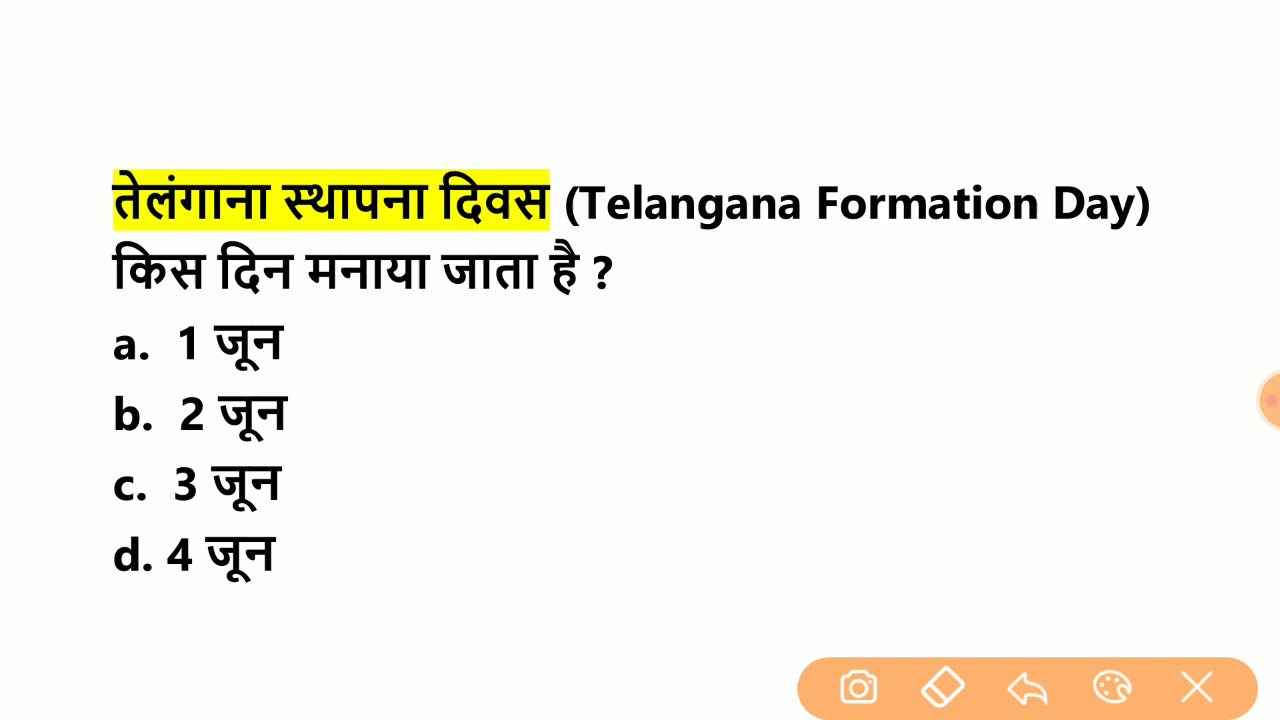 तेलंगाना स्थापना दिवस (Telangana Formation Day)
किस दिन मनाया जाता है ?
a. 1 जून
b. 2 जून
c. 3 जून
d. 4 जून